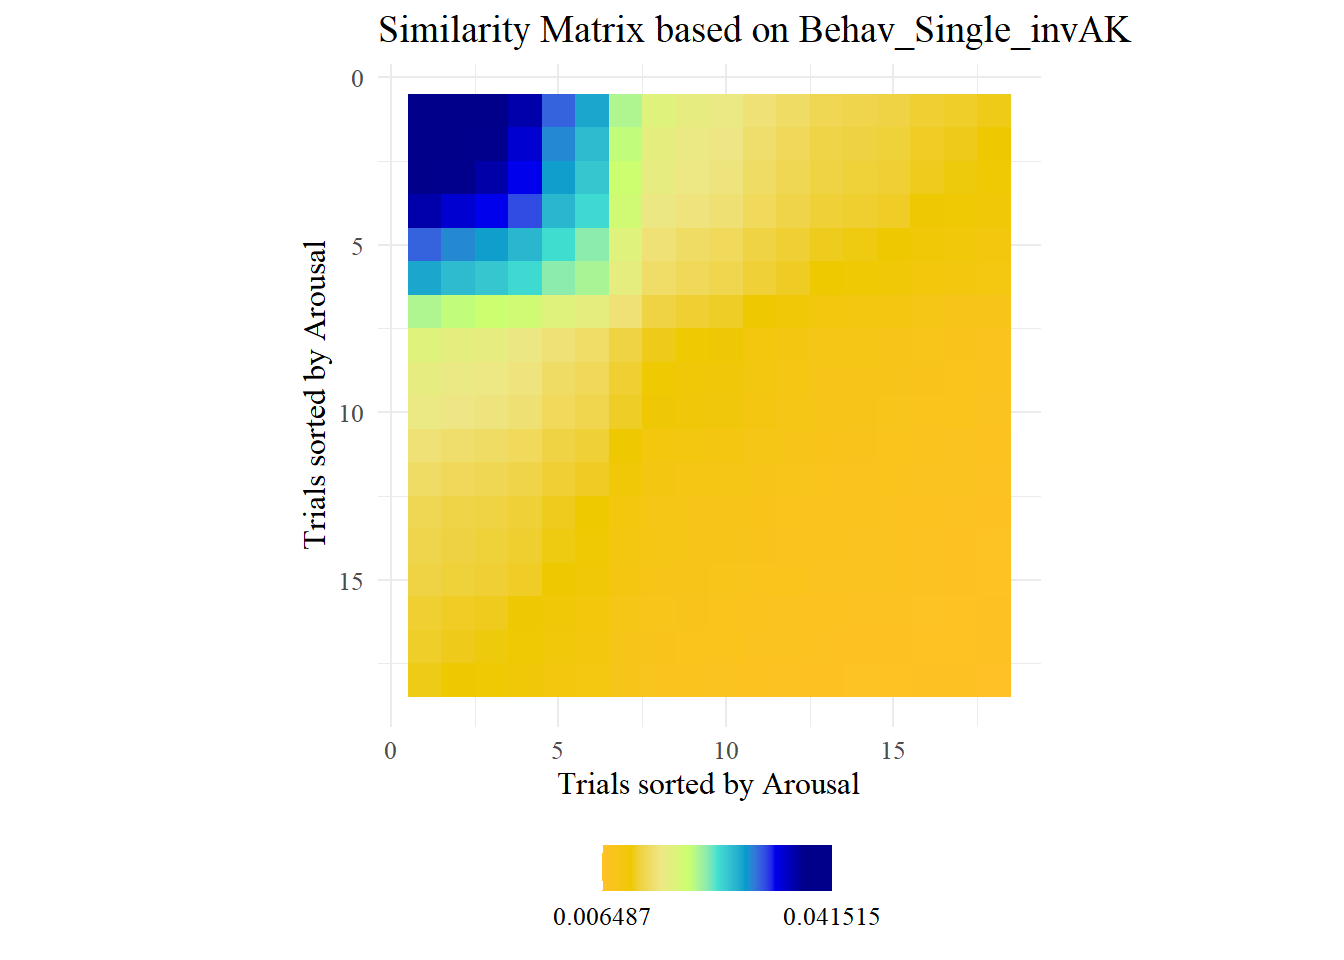 Similarity Matrix based on Behav_Single_invAK
0
5
10
15
Trials sorted by Arousal
0 5 10 15
Trials sorted by Arousal
0.006487 0.041515